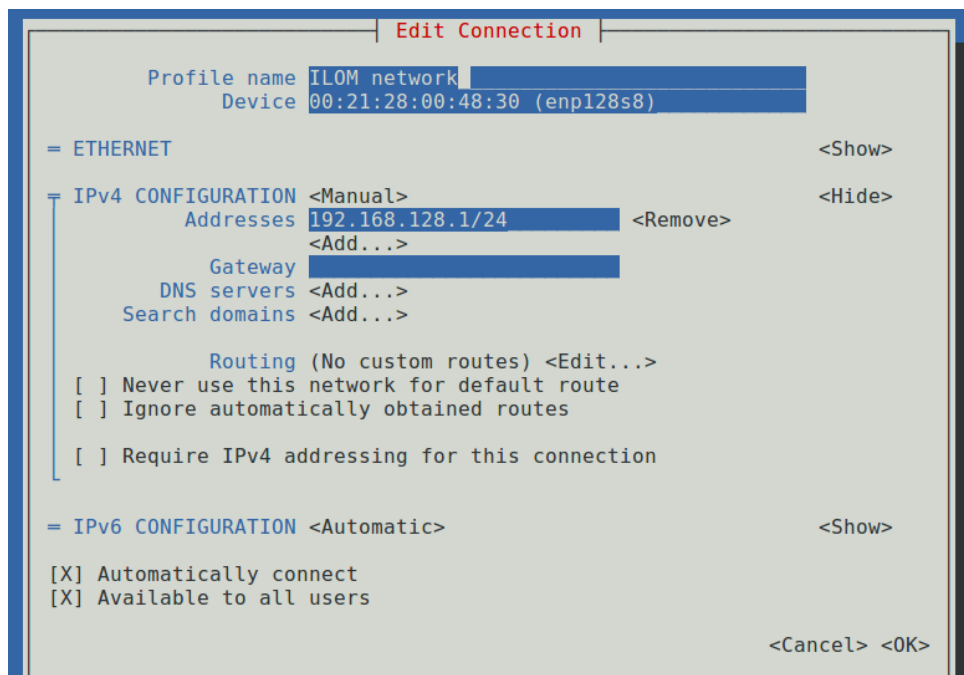 Edit Connection
Profile name ILOM network
Device 00:21:28:00:48:30 (enp128s8)
= ETHERNET <Show>
IPv4 CONFIGURATION <Manual> <Hide>
Addresses 192.168.128.1/24 <Remove>
<Add...>
Gateway
DNS servers <Add...>
Search domains <Add...>
Routing (No custom routes) <Edit...>
[ ] Never use this network for default route
[ ] Ignore automatically obtained routes
[ ] Require IPv4 addressing for this connection
= IPv6 CONFIGURATION <Automatic> <Show>
[X] Automatically connect
[X] Available to all users
<Cancel> <OK>